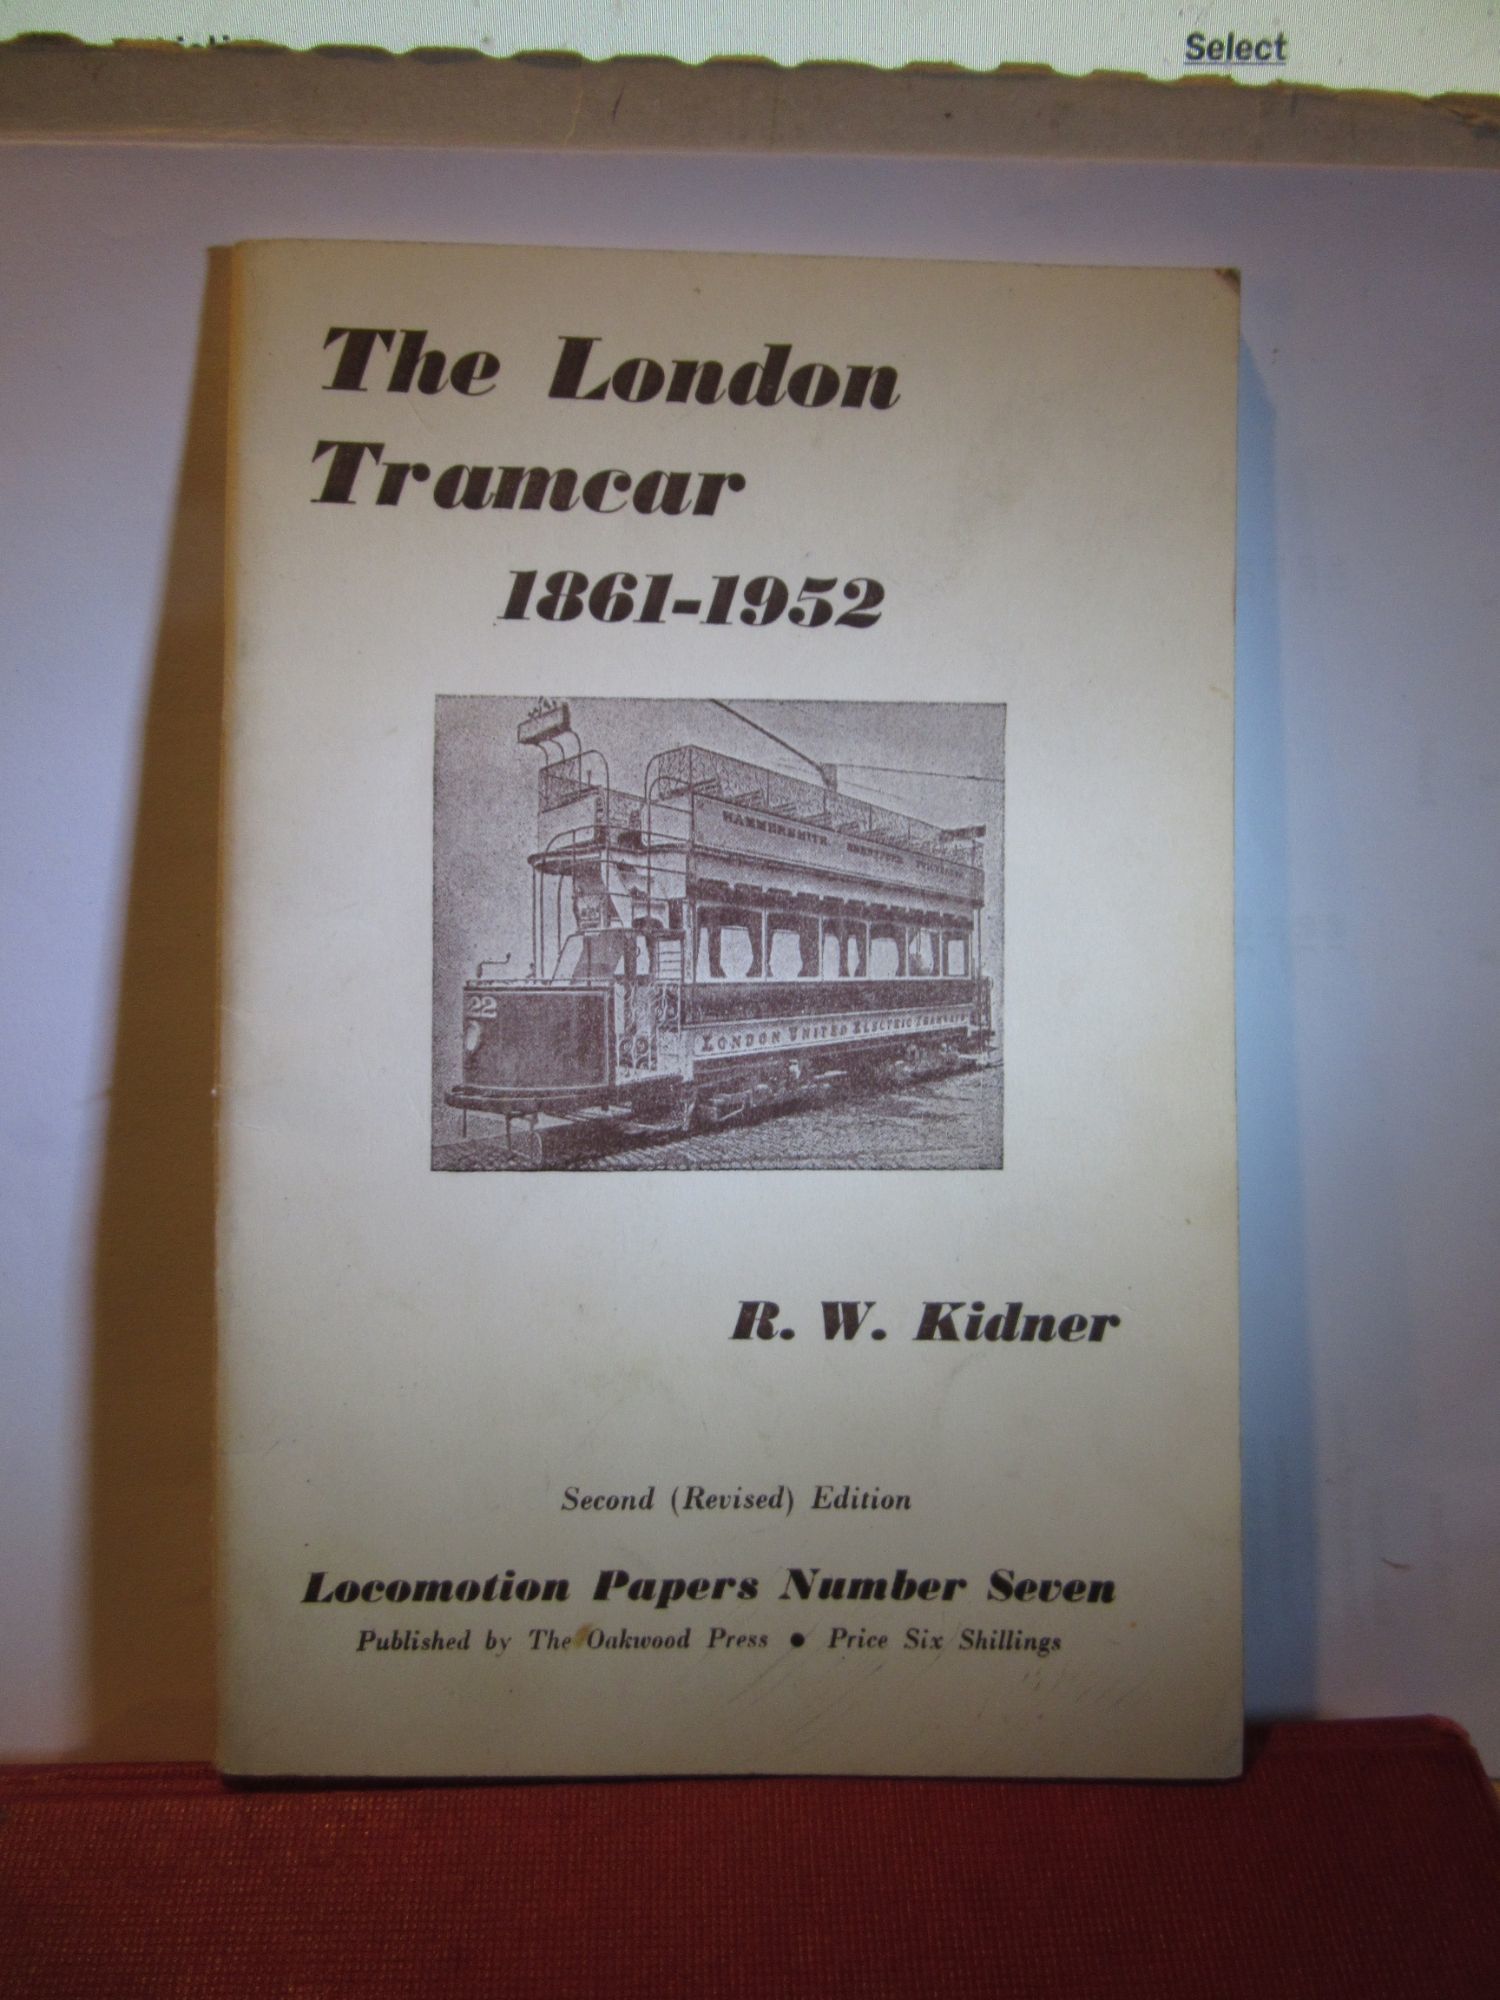 Select
The London
Tramcar
1861-1952
HAMMERSMITH
22
LONDON UNITED ELECTRIC TRAMWAYS
R. W. Kidner
Second (Revised) Edition
Locomotion Papers Number Seven
Published by The Oakwood Press ● Price Six Shillings